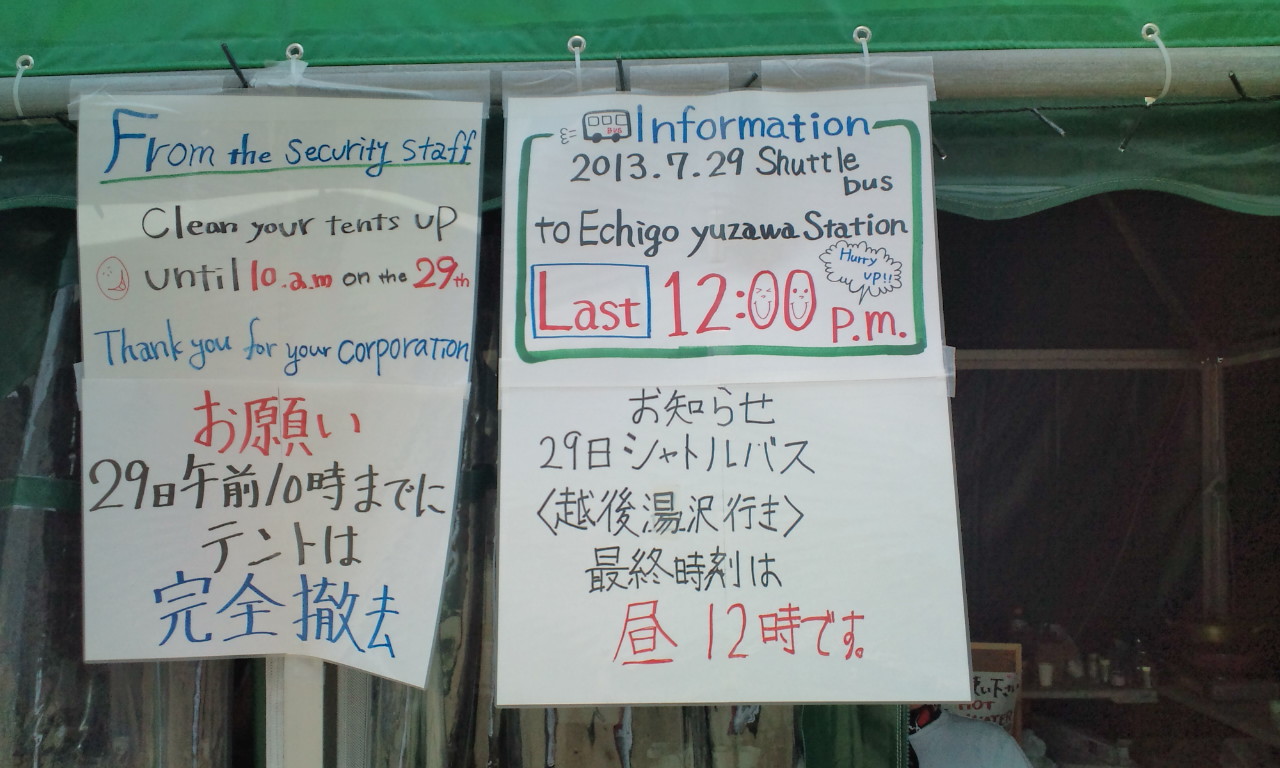 From the Security Staff
Clean your tents up
until 10.a.m on the 29th
Thank you for your corporation
お願い
29日午前10時までに
テントは
完全撤去
BUS
Information
2013.7.29 Shuttle
bus
to Echigo yuzawa Station
Hurry
up!!
Last 12:00 p.m.
お知らせ
29日シャトルバス
〈越後湯沢行き〉
最終時刻は
昼 12時です。
HOT
WATER